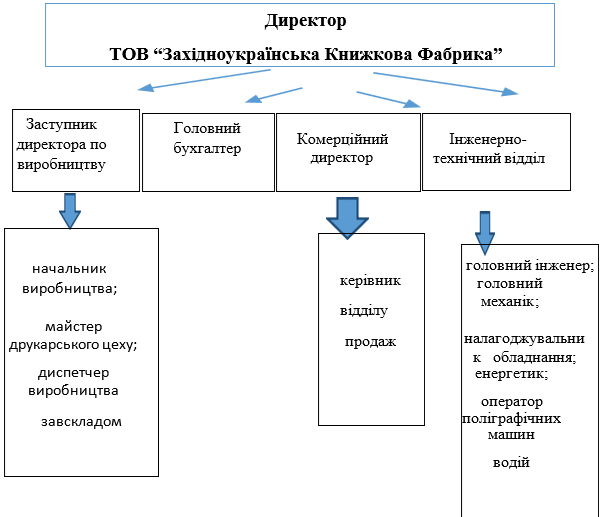 Директор
ТОВ “Західноукраїнська Книжкова Фабрика”
Заступник
директора по
виробництву
Головний
бухгалтер
Комерційний
директор
Інженерно-
технічний відділ
начальник
виробництва;
майстер
друкарського цеху;
диспетчер
виробництва
завскладом
керівник
відділу
продаж
головний інженер;
головний
механік;
налагоджувальни
к обладнання;
енергетик;
оператор
поліграфічних
машин
водій